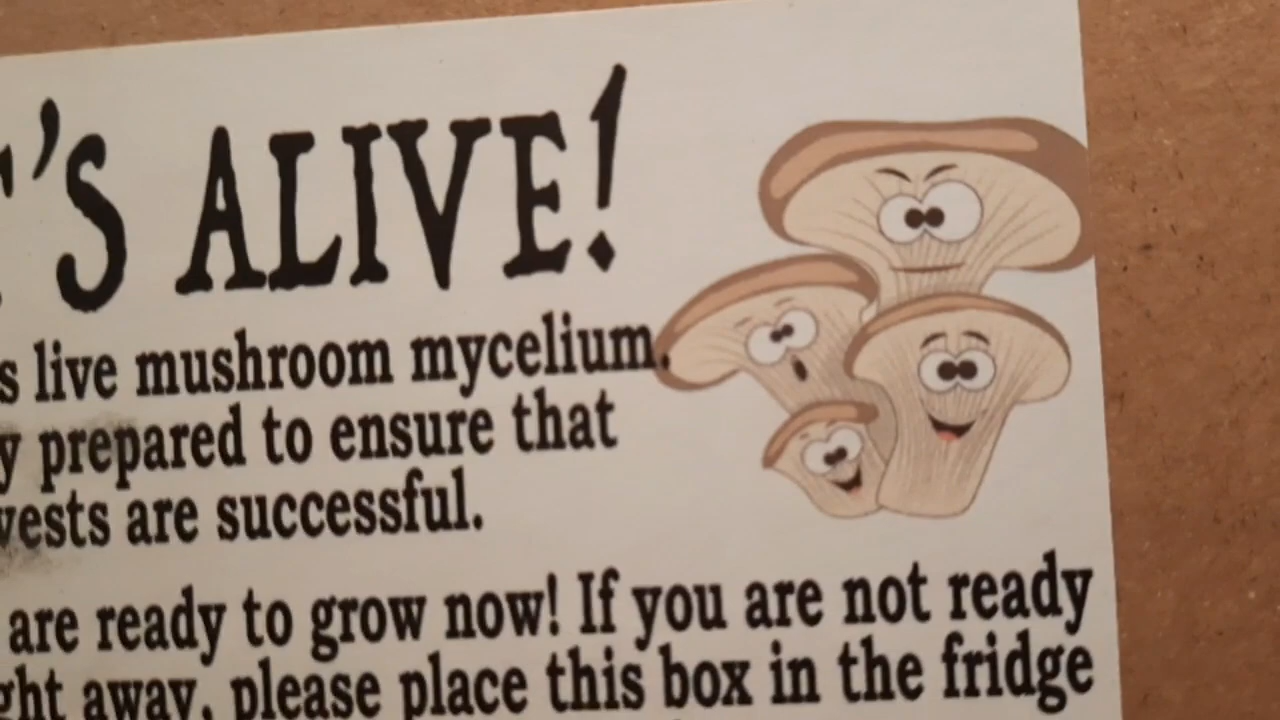 'S ALIVE!
s live mushroom mycelium.
y prepared to ensure that
vests are successful.
are ready to grow now! If you are not ready
ght away, please place this box in the fridge